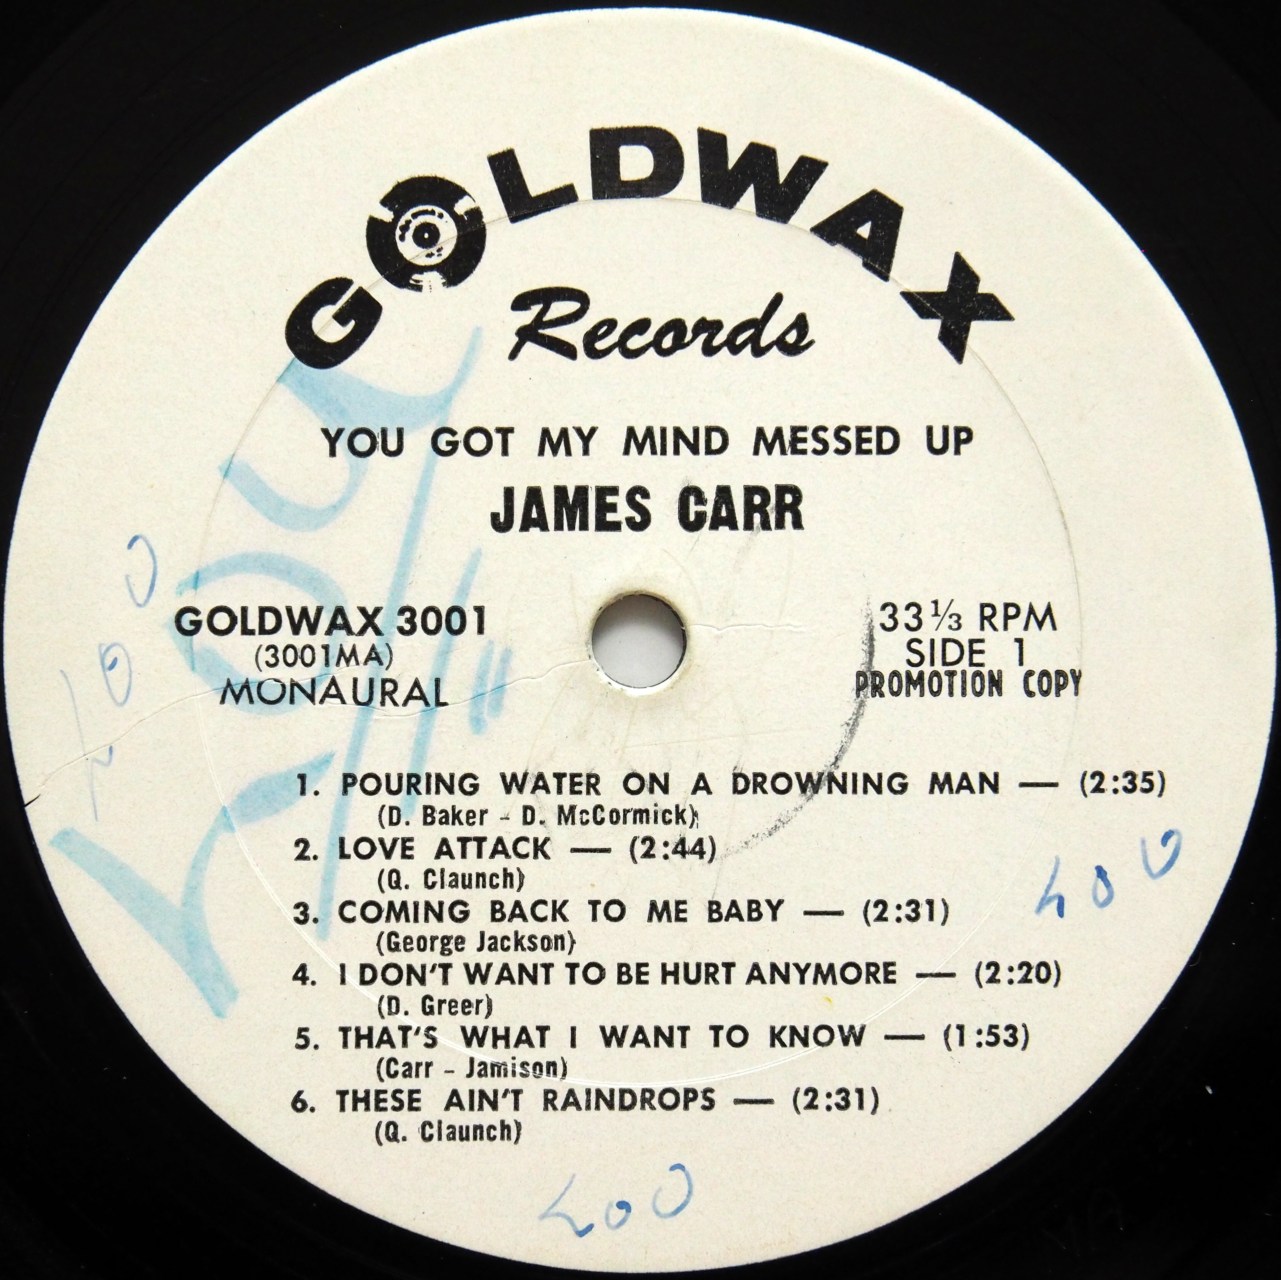 GOLDWAX
Records
YOU GOT MY MIND MESSED UP
JAMES CARR
GOLDWAX 3001
(3001MA)
MONAURAL
33⅓ RPM
SIDE 1
PROMOTION COPY
1. POURING WATER ON A DROWNING MAN — (2:35)
(D. Baker - D. McCormick)
2. LOVE ATTACK — (2:44)
(Q. Claunch)
3. COMING BACK TO ME BABY — (2:31)
(George Jackson)
4. I DON'T WANT TO BE HURT ANYMORE — (2:20)
(D. Greer)
5. THAT'S WHAT I WANT TO KNOW — (1:53)
(Carr - Jamison)
6. THESE AIN'T RAINDROPS — (2:31)
(Q. Claunch)